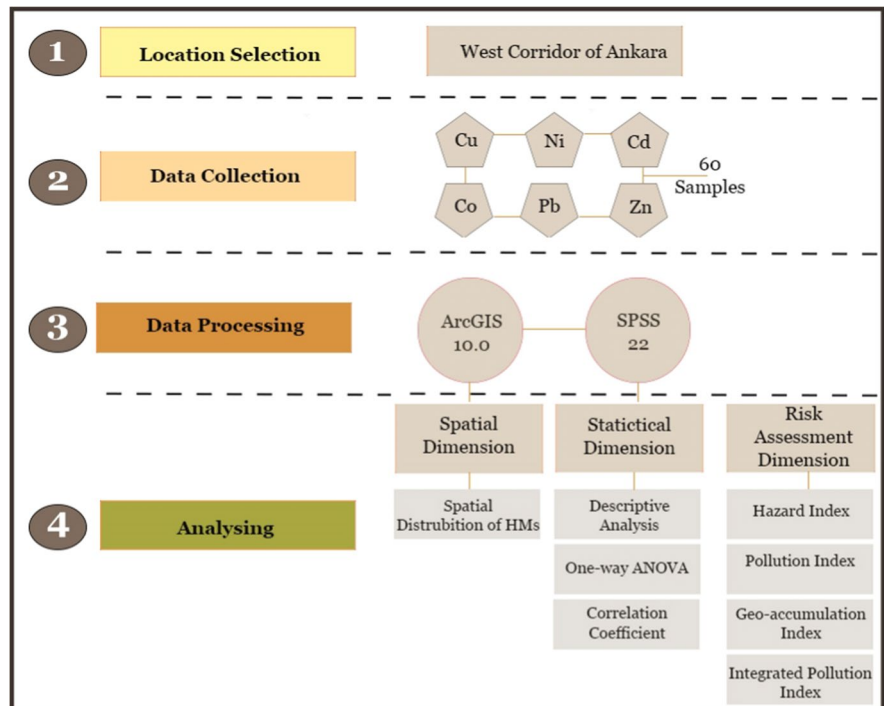 1
Location Selection
West Corridor of Ankara
2
Data Collection
Cu
Ni
Cd
Co
Pb
Zn
60
Samples
3
Data Processing
ArcGIS
10.0
SPSS
22
4
Analysing
Spatial
Dimension
Spatial
Distrubition of HMs
Statictical
Dimension
Descriptive
Analysis
One-way ANOVA
Correlation
Coefficient
Risk
Assessment
Dimension
Hazard Index
Pollution Index
Geo-accumulation
Index
Integrated Pollution
Index